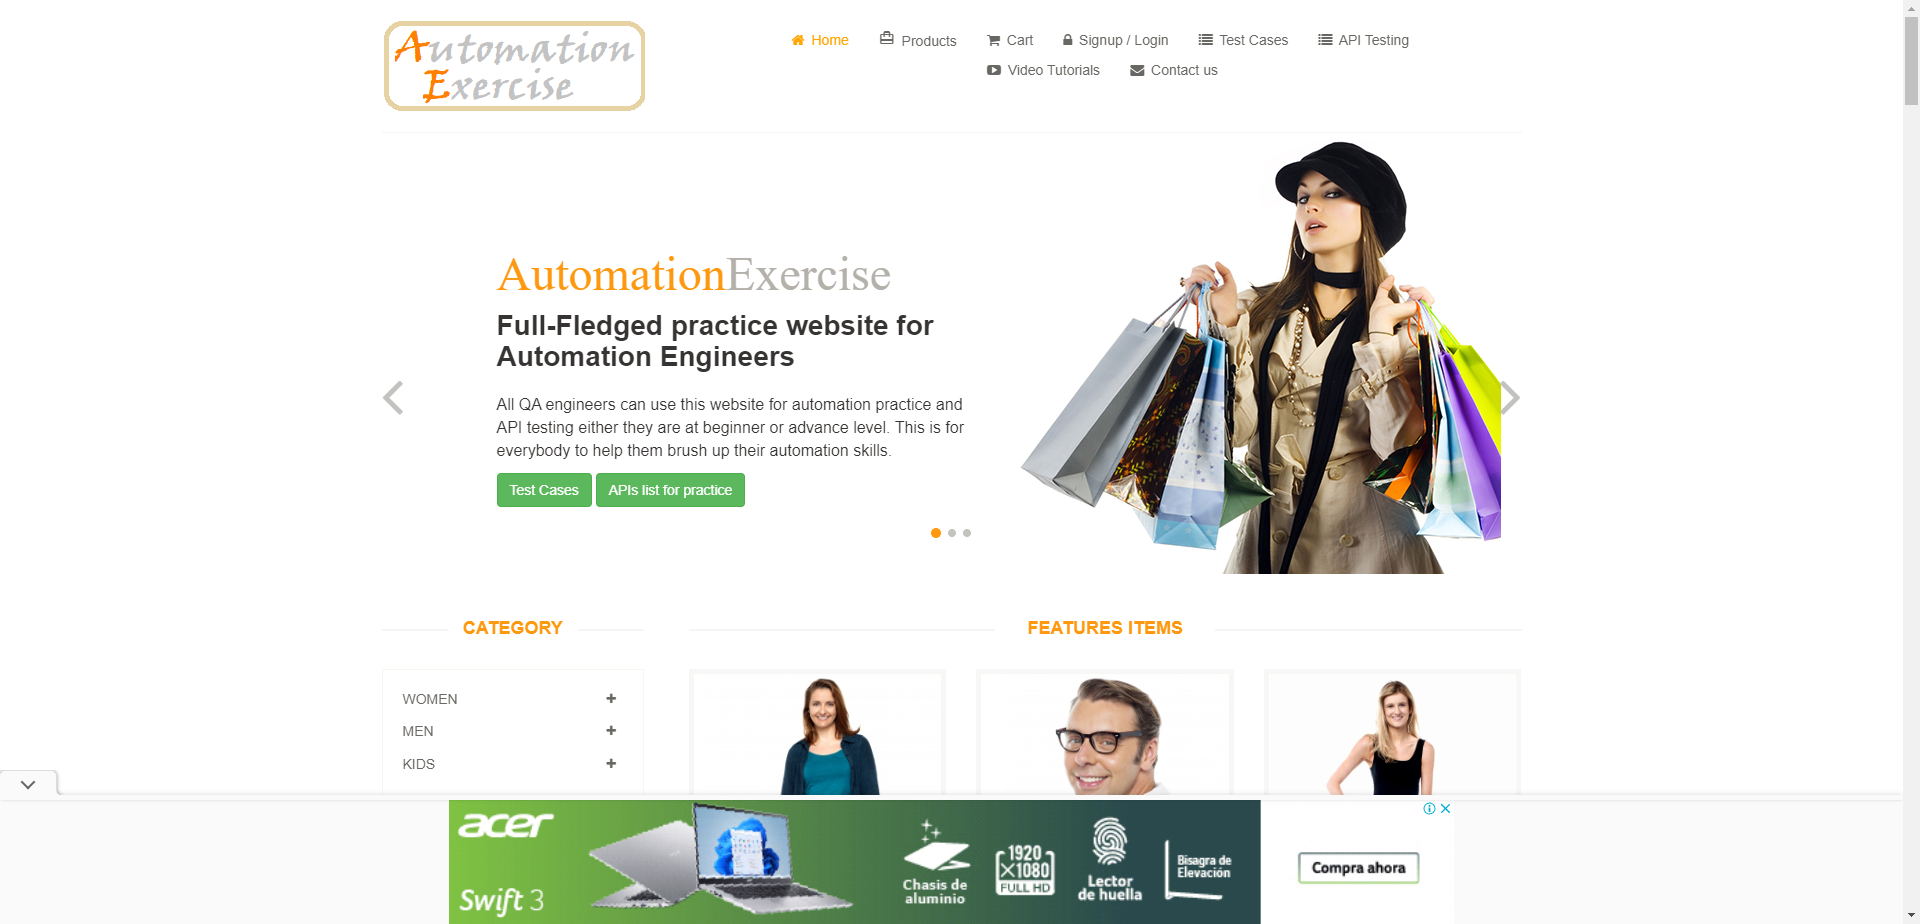 Automation
Exercise
Home
Products
Cart
Signup / Login
Test Cases
API Testing
Video Tutorials
Contact us
AutomationExercise
Full-Fledged practice website for
Automation Engineers
All QA engineers can use this website for automation practice and
API testing either they are at beginner or advance level. This is for
everybody to help them brush up their automation skills.
Test Cases
APIs list for practice
CATEGORY
FEATURES ITEMS
WOMEN
MEN
KIDS
acer
Swift 3
Chasis de
aluminio
1920
X1080
FULL HD
Lector
de huella
Bisagra de
Elevación
Compra ahora